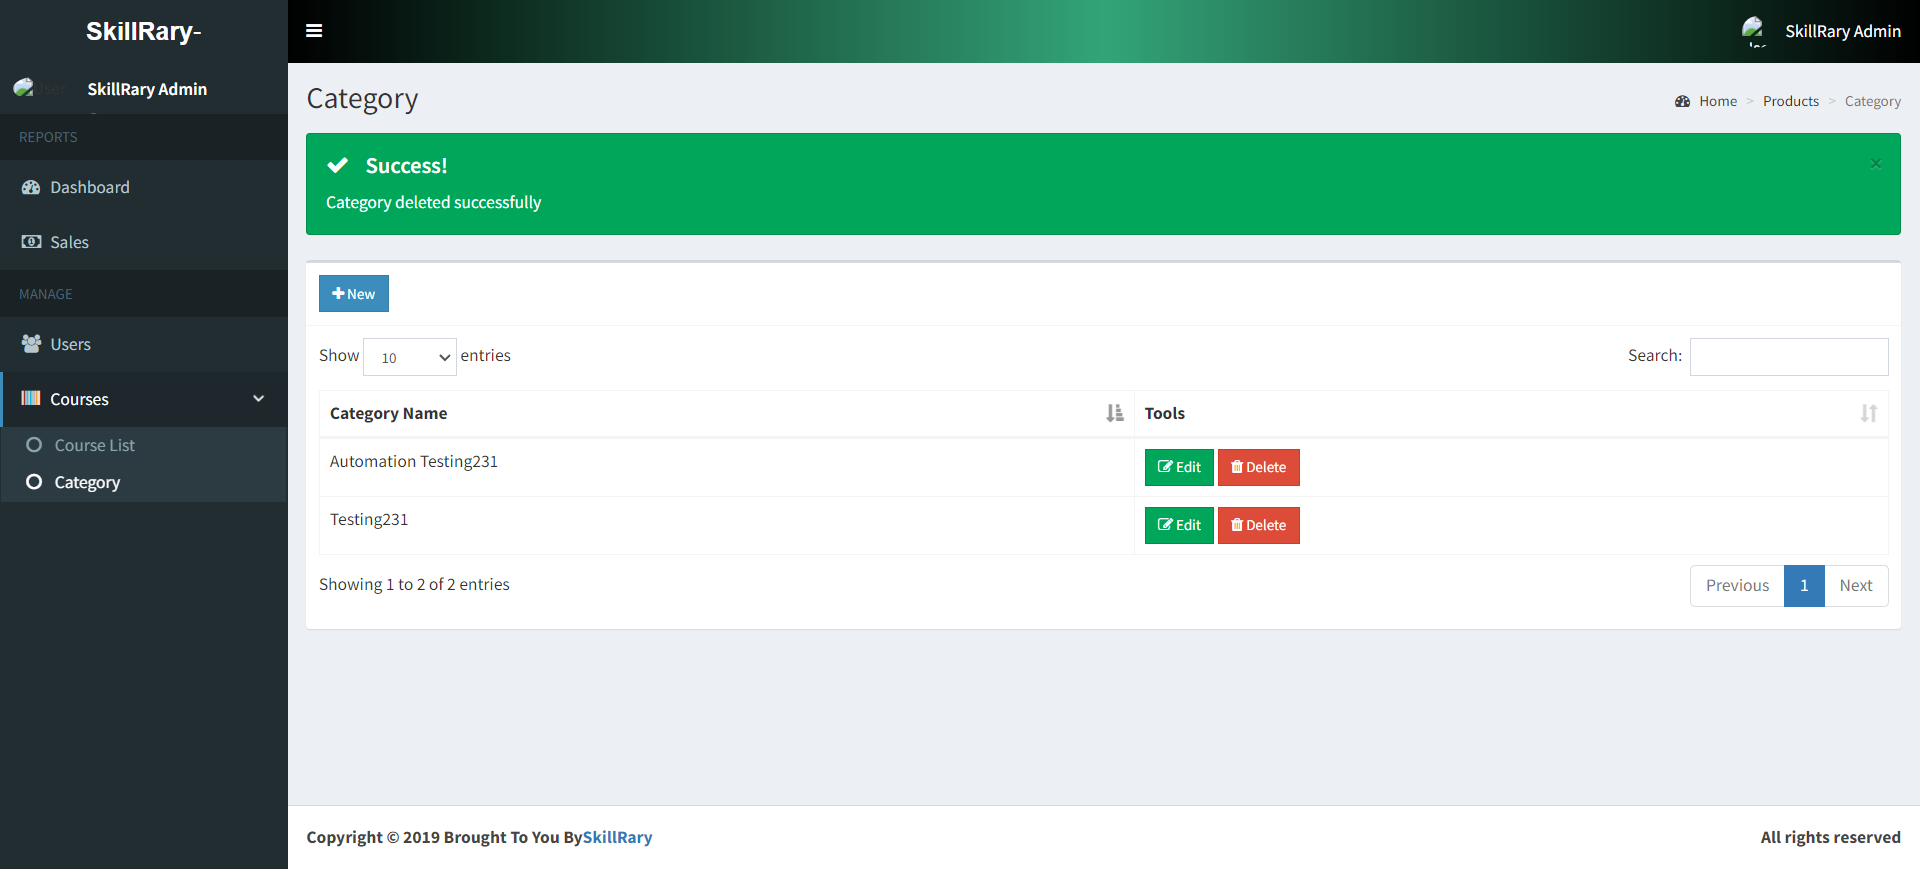 SkillRary-
SkillRary Admin
SkillRary Admin
REPORTS
Dashboard
Sales
MANAGE
Users
Courses
Course List
Category
Category
Home > Products > Category
Success!
×
Category deleted successfully
New
Show 10 entries
Search:
Category Name
Tools
Automation Testing231
Edit
Delete
Testing231
Edit
Delete
Showing 1 to 2 of 2 entries
Previous 1 Next
Copyright © 2019 Brought To You BySkillRary
All rights reserved